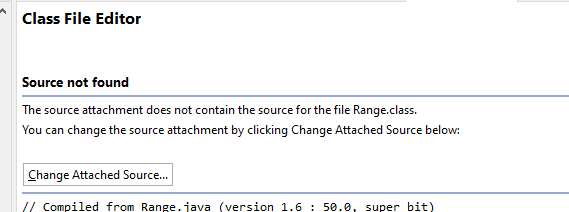 Class File Editor
Source not found
The source attachment does not contain the source for the file Range.class.
You can change the source attachment by clicking Change Attached Source below:
Change Attached Source...
// Compiled from Range.java (version 1.6 : 50.0, super bit)